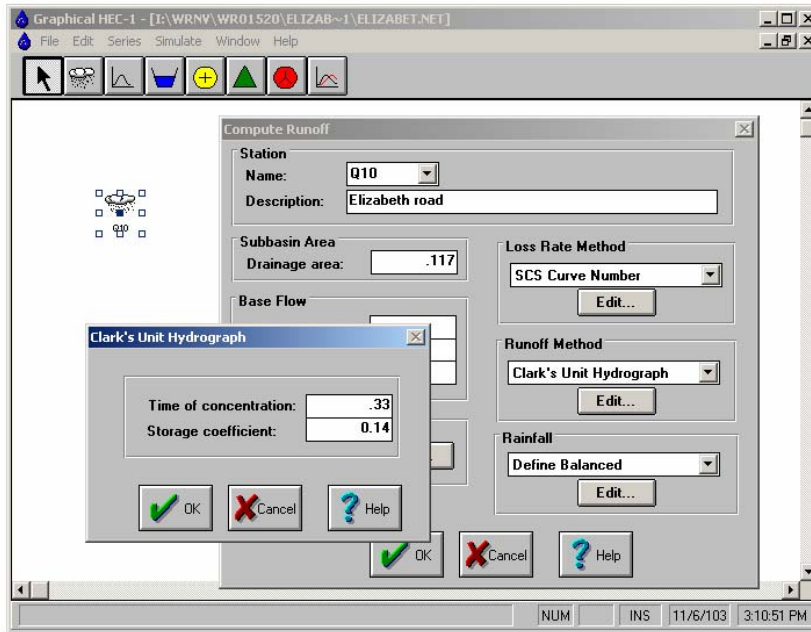 Graphical HEC-1 - [I:\WRNV\WR01520\ELIZAB~1\ELIZABET.NET]
File Edit Series Simulate Window Help
Compute Runoff
Station
Name: Q10
Description: Elizabeth road
Subbasin Area
Drainage area: .117
Base Flow
Loss Rate Method
SCS Curve Number
Edit...
Runoff Method
Clark's Unit Hydrograph
Edit...
Rainfall
Define Balanced
Edit...
OK Cancel Help
Q10
Clark's Unit Hydrograph
Time of concentration: .33
Storage coefficient: 0.14
OK Cancel Help
NUM INS 11/6/103 3:10:51 PM